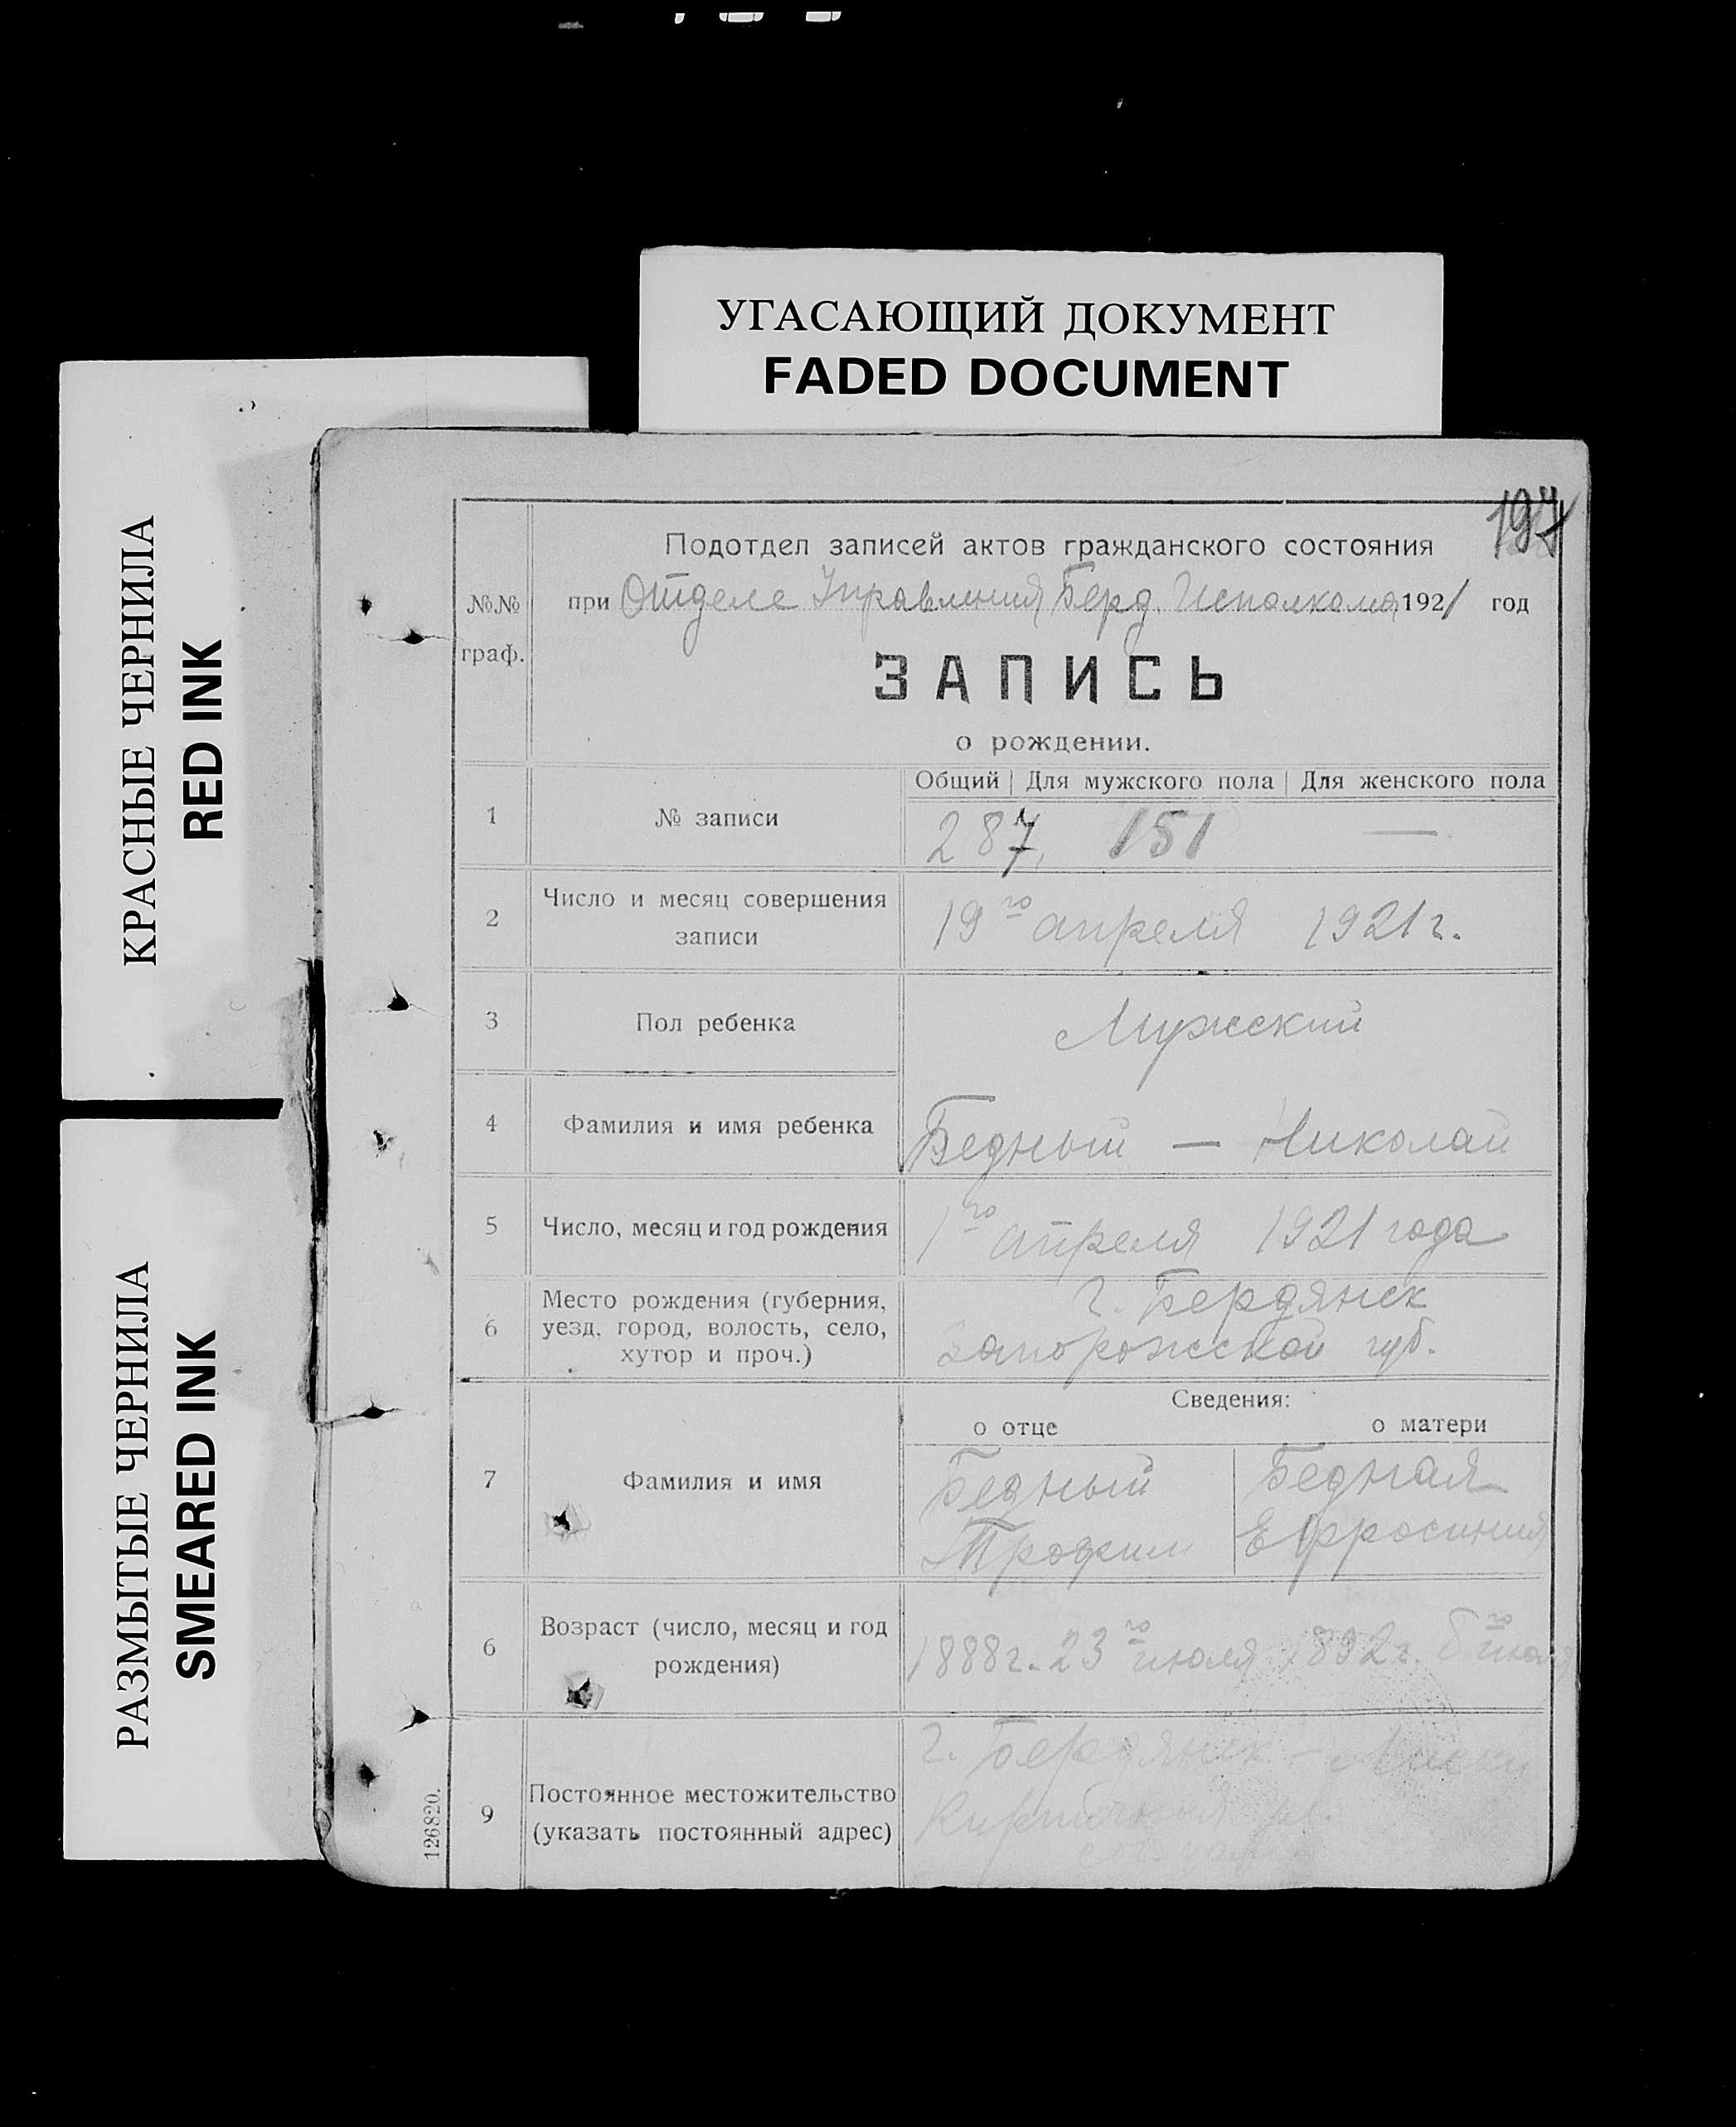 УГАСАЮЩИЙ ДОКУМЕНТ
FADED DOCUMENT
КРАСНЫЕ ЧЕРНИЛА
RED INK
РАЗМЫТЫЕ ЧЕРНИЛА
SMEARED INK
197
Подотдел записей актов гражданского состояния
№.№ граф.
при Отделе Управления Берд. Исполкома 1921 год
ЗАПИСЬ
о рождении.
Общий Для мужского пола Для женского пола
1 № записи 287 151 —
2 Число и месяц совершения
записи
19го апреля 1921 г.
3 Пол ребенка Мужский
4 Фамилия и имя ребенка Бедный — Николай
5 Число, месяц и год рождения 1го апреля 1921 года
6 Место рождения (губерния,
уезд, город, волость, село,
хутор и проч.)
г. Бердянск
Запорожской губ.
Сведения:
о отце о матери
7 Фамилия и имя
Бедный Бедная
Трофим Ефросиния
6 Возраст (число, месяц и год
рождения)
1888 г. 23го июля 1892 г.
9 Постоянное местожительство
(указать постоянный адрес)
г. Бердянск
126820.